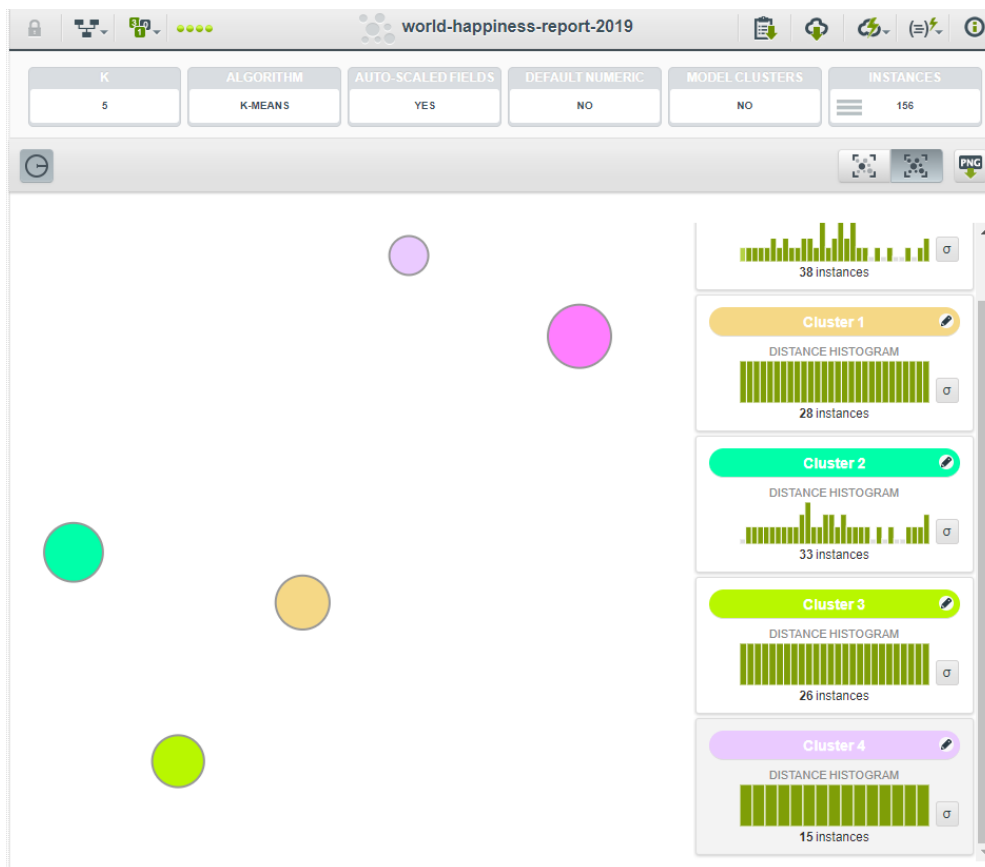 world-happiness-report-2019
K
ALGORITHM
AUTO-SCALED FIELDS
DEFAULT NUMERIC
MODEL CLUSTERS
INSTANCES
5
K-MEANS
YES
NO
NO
156
PNG
σ
38 instances
Cluster 1
DISTANCE HISTOGRAM
σ
28 instances
Cluster 2
DISTANCE HISTOGRAM
σ
33 instances
Cluster 3
DISTANCE HISTOGRAM
σ
26 instances
Cluster 4
DISTANCE HISTOGRAM
σ
15 instances